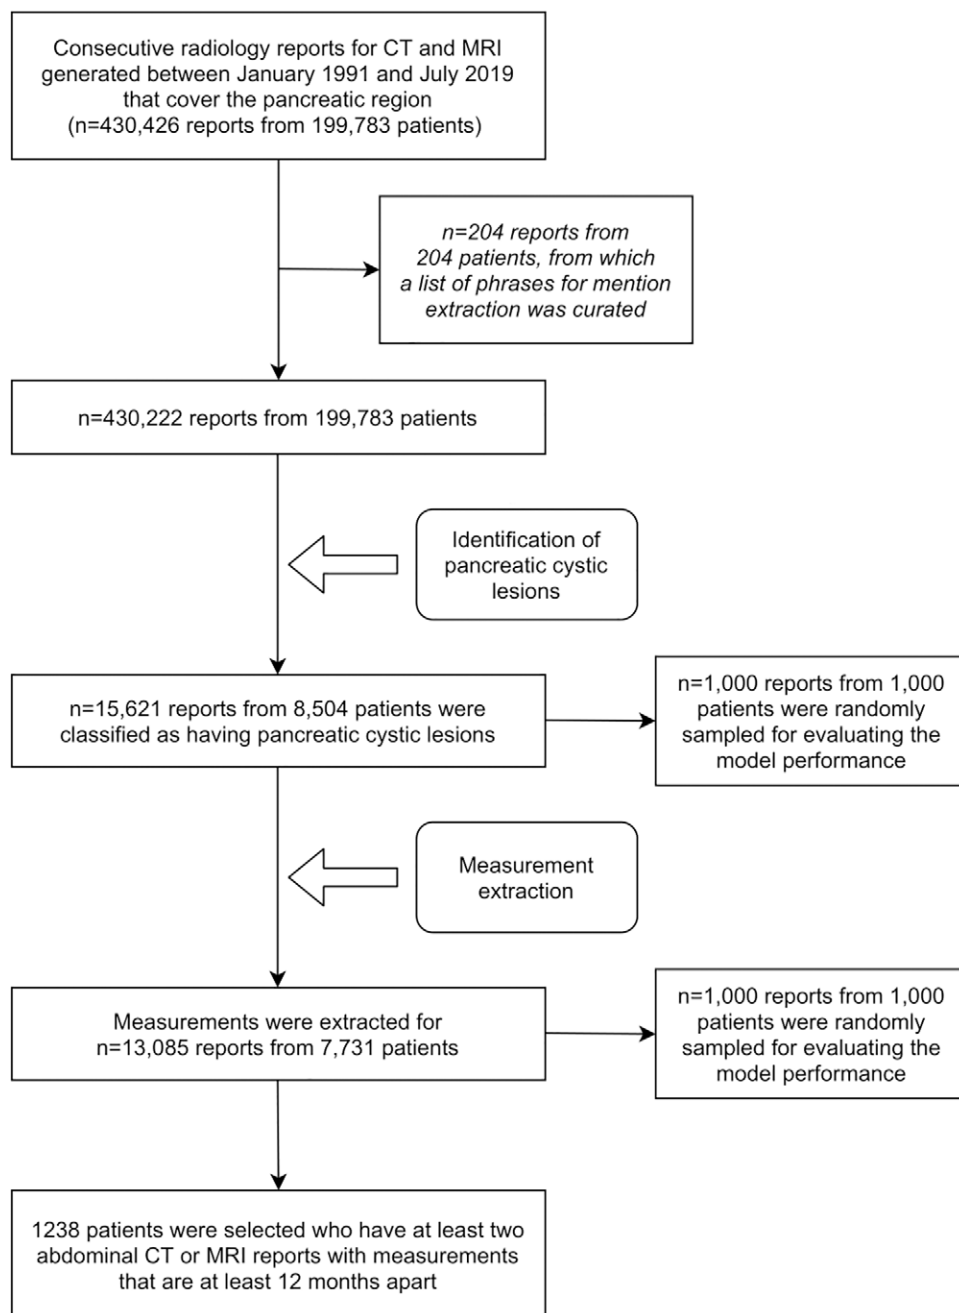 Consecutive radiology reports for CT and MRI
generated between January 1991 and July 2019
that cover the pancreatic region
(n=430,426 reports from 199,783 patients)
n=204 reports from
204 patients, from which
a list of phrases for mention
extraction was curated
n=430,222 reports from 199,783 patients
Identification of
pancreatic cystic
lesions
n=15,621 reports from 8,504 patients were
classified as having pancreatic cystic lesions
n=1,000 reports from 1,000
patients were randomly
sampled for evaluating the
model performance
Measurement
extraction
Measurements were extracted for
n=13,085 reports from 7,731 patients
n=1,000 reports from 1,000
patients were randomly
sampled for evaluating the
model performance
1238 patients were selected who have at least two
abdominal CT or MRI reports with measurements
that are at least 12 months apart